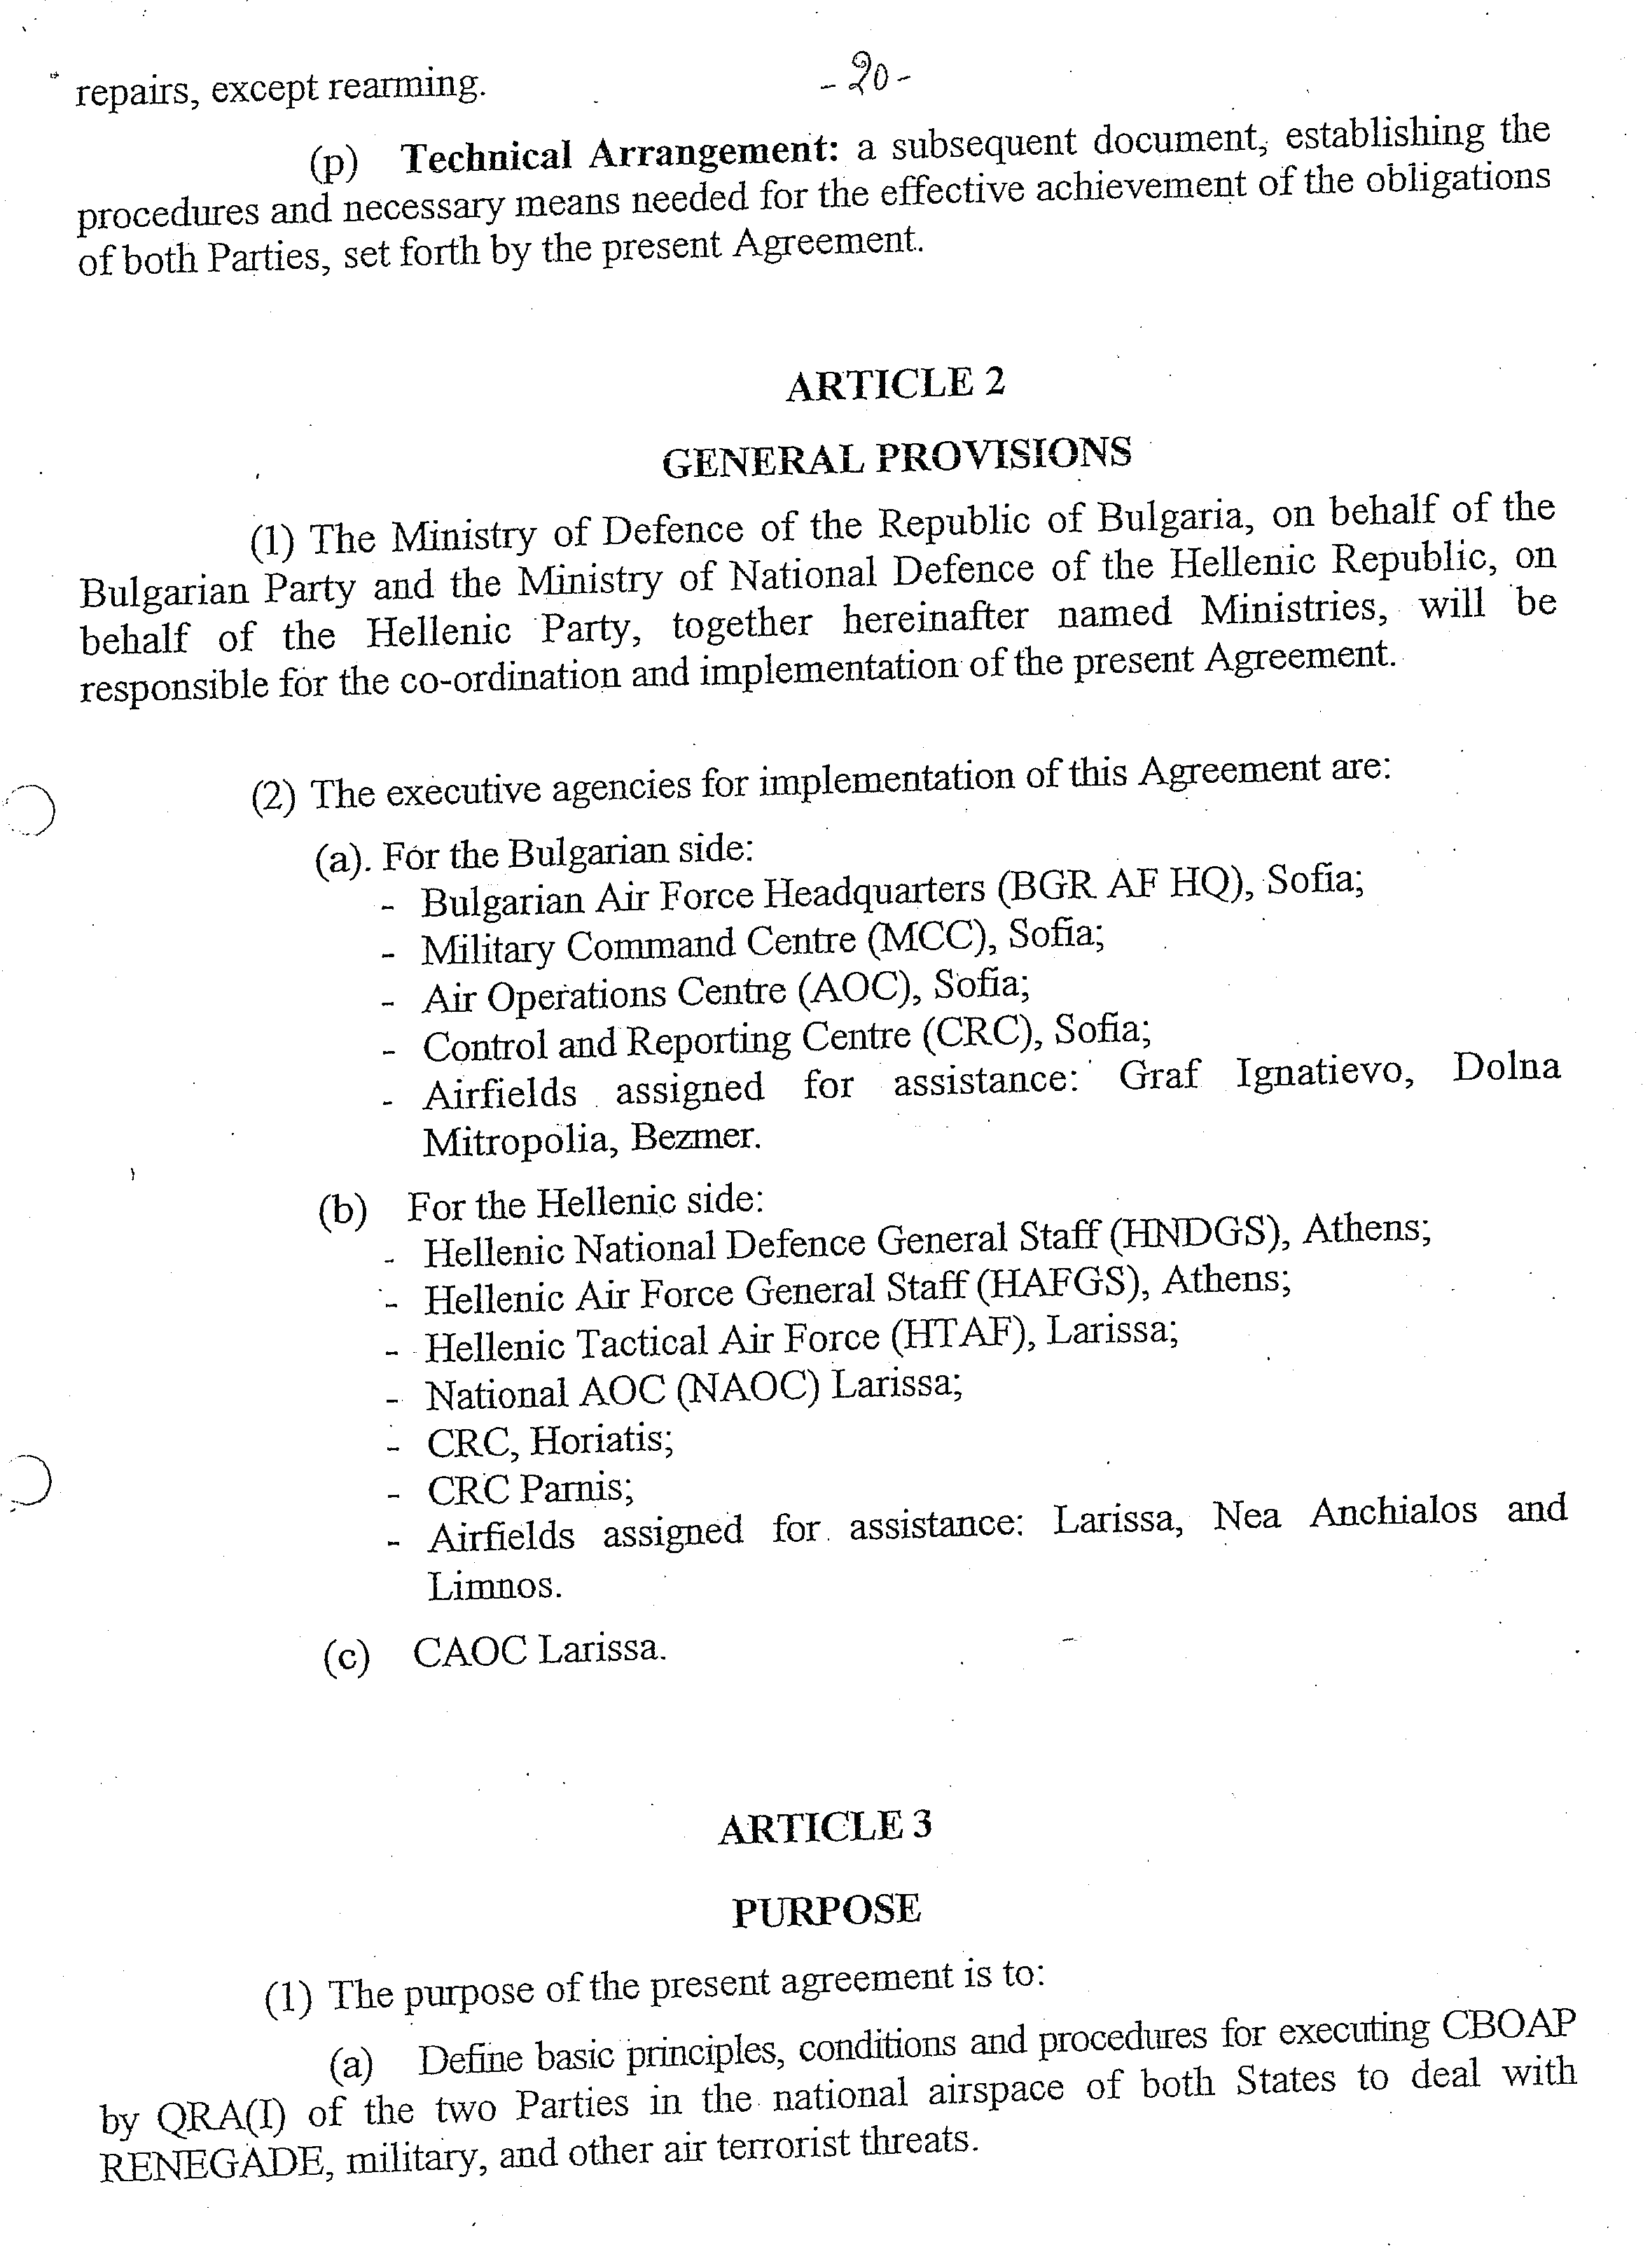 -20-
repairs, except rearming.
(p) Technical Arrangement: a subsequent document, establishing the
procedures and necessary means needed for the effective achievement of the obligations
of both Parties, set forth by the present Agreement.
ARTICLE 2
GENERAL PROVISIONS
(1) The Ministry of Defence of the Republic of Bulgaria, on behalf of the
Bulgarian Party and the Ministry of National Defence of the Hellenic Republic, on
behalf of the Hellenic Party, together hereinafter named Ministries, will be
responsible for the co-ordination and implementation of the present Agreement.
(2) The executive agencies for implementation of this Agreement are:
(a). For the Bulgarian side:
- Bulgarian Air Force Headquarters (BGR AF HQ), Sofia;
- Military Command Centre (MCC), Sofia;
- Air Operations Centre (AOC), Sofia;
- Control and Reporting Centre (CRC), Sofia;
- Airfields assigned for assistance: Graf Ignatievo, Dolna
Mitropolia, Bezmer.
(b) For the Hellenic side:
- Hellenic National Defence General Staff (HNDGS), Athens;
- Hellenic Air Force General Staff (HAFGS), Athens;
- Hellenic Tactical Air Force (HTAF), Larissa;
- National AOC (NAOC) Larissa;
- CRC, Horiatis;
- CRC Parnis;
- Airfields assigned for assistance: Larissa, Nea Anchialos and
Limnos.
(c) CAOC Larissa.
ARTICLE 3
PURPOSE
(1) The purpose of the present agreement is to:
(a) Define basic principles, conditions and procedures for executing CBOAP
by QRA(I) of the two Parties in the national airspace of both States to deal with
RENEGADE, military, and other air terrorist threats.